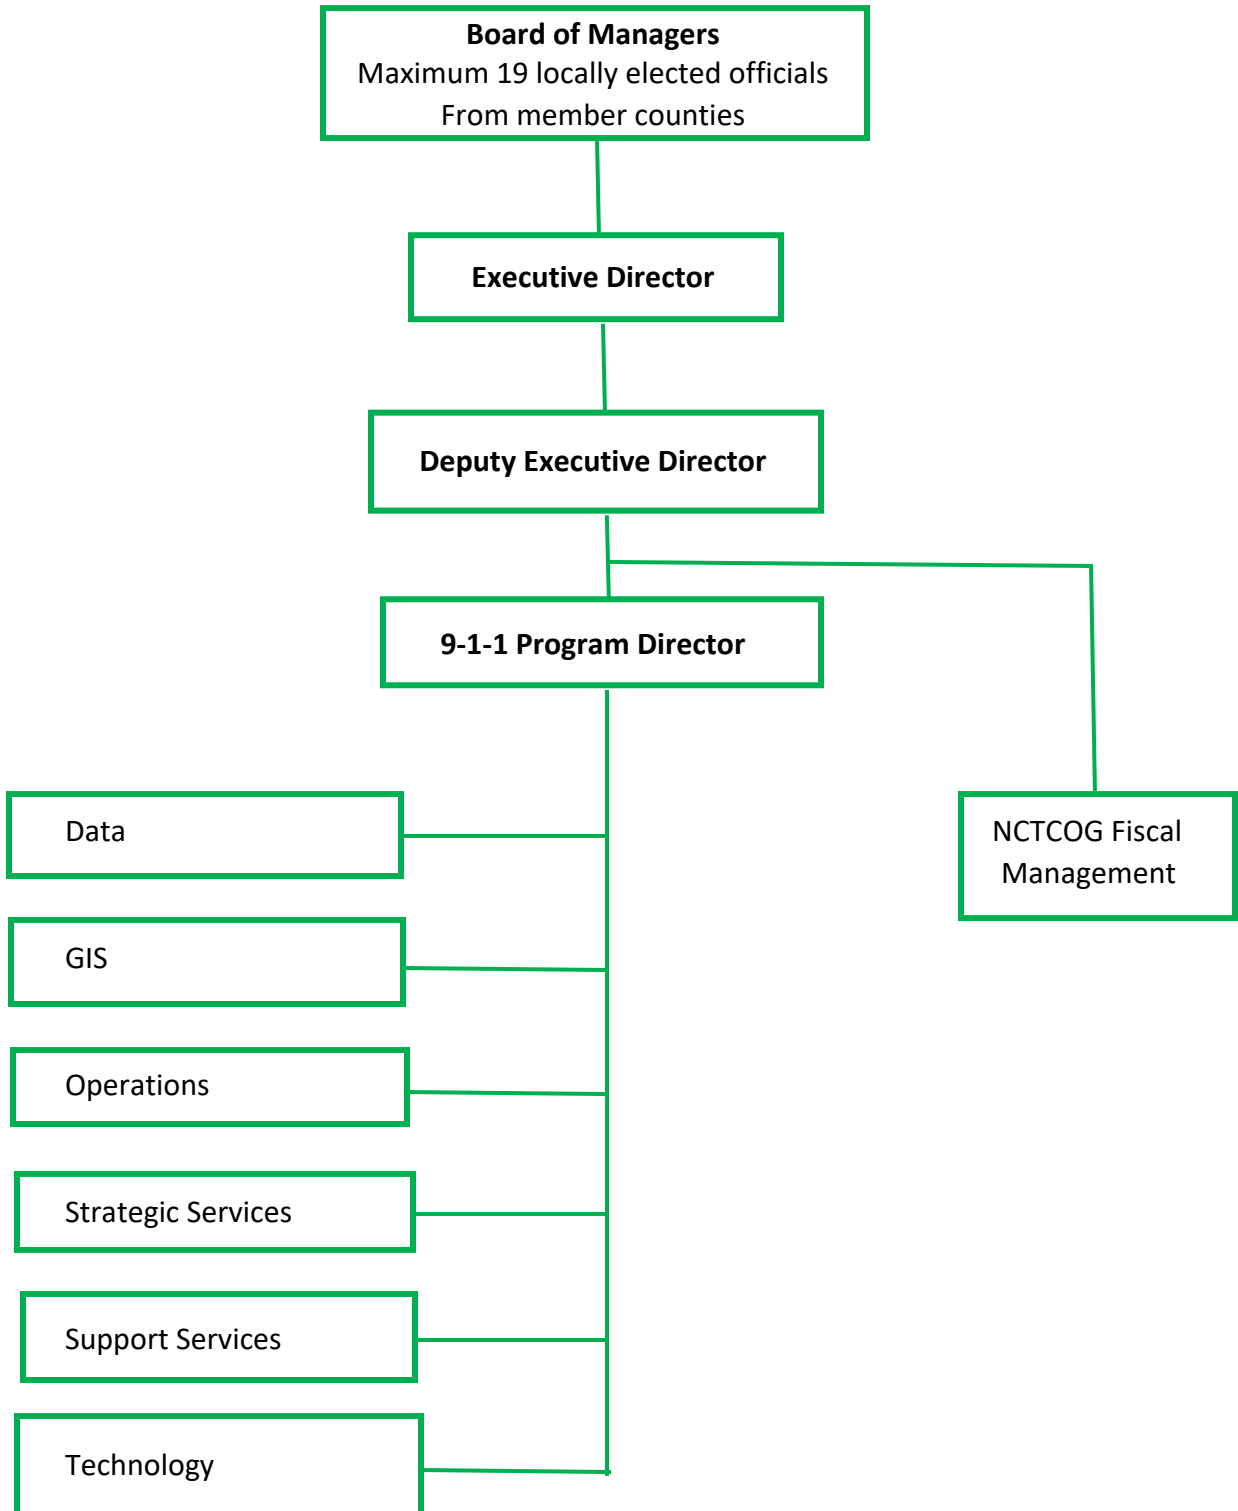 Board of Managers
Maximum 19 locally elected officials
From member counties
Executive Director
Deputy Executive Director
9-1-1 Program Director
Data
NCTCOG Fiscal
Management
GIS
Operations
Strategic Services
Support Services
Technology